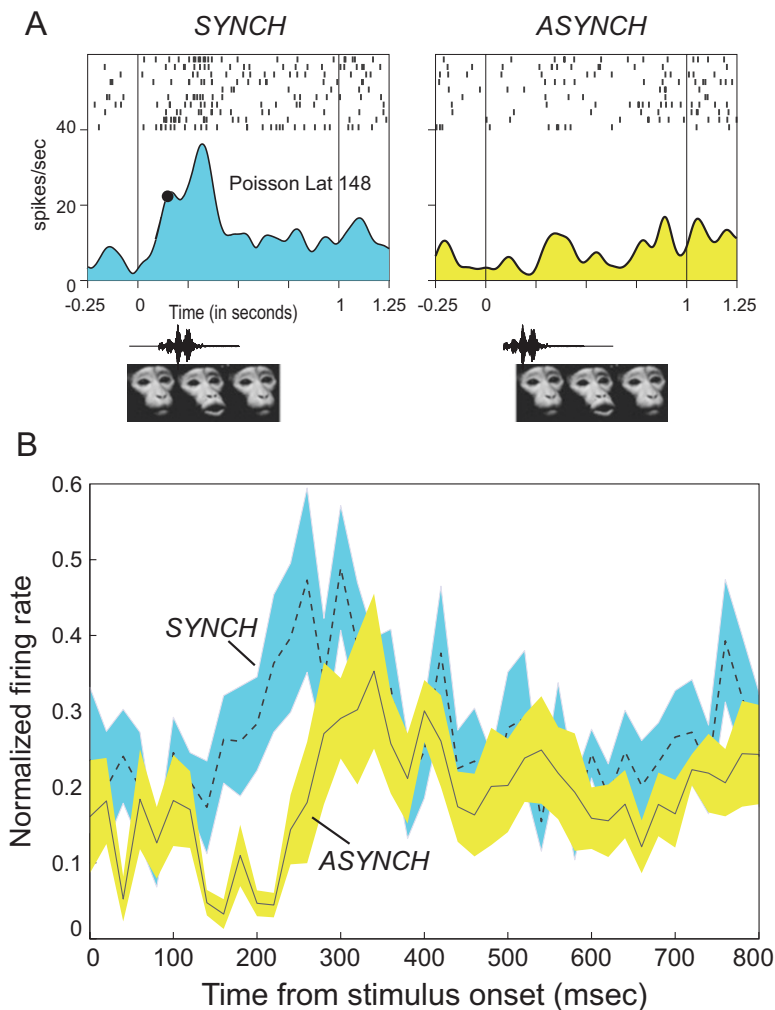 A
SYNCH
ASYNCH
spikes/sec
40
20
0
Poisson Lat 148
-0.25 0 1 1.25
Time (in seconds)
-0.25 0 1 1.25
B
Normalized firing rate
0.6
0.5
0.4
0.3
0.2
0.1
0
SYNCH
ASYNCH
0 100 200 300 400 500 600 700 800
Time from stimulus onset (msec)